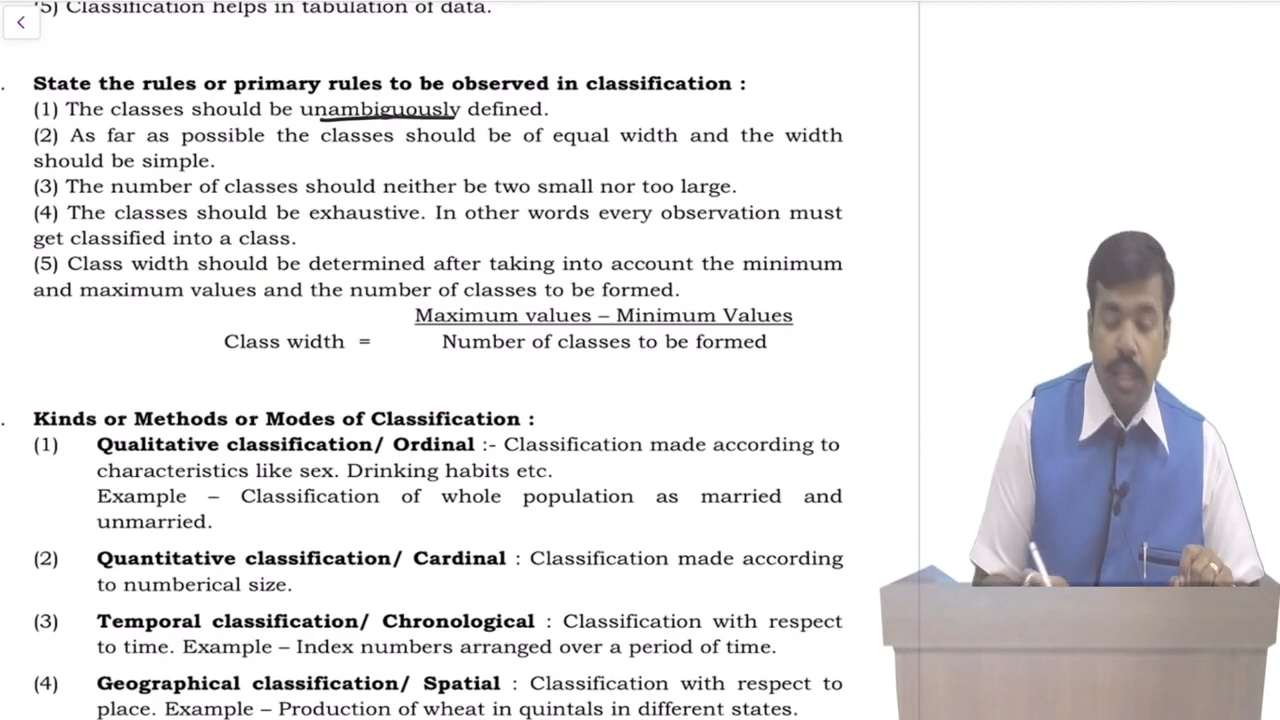 5) Classification helps in tabulation of data.
. State the rules or primary rules to be observed in classification :
(1) The classes should be unambiguously defined.
(2) As far as possible the classes should be of equal width and the width
should be simple.
(3) The number of classes should neither be two small nor too large.
(4) The classes should be exhaustive. In other words every observation must
get classified into a class.
(5) Class width should be determined after taking into account the minimum
and maximum values and the number of classes to be formed.
Maximum values – Minimum Values
Class width = Number of classes to be formed
. Kinds or Methods or Modes of Classification :
(1) Qualitative classification/ Ordinal :- Classification made according to
characteristics like sex. Drinking habits etc.
Example – Classification of whole population as married and
unmarried.
(2) Quantitative classification/ Cardinal : Classification made according
to numberical size.
(3) Temporal classification/ Chronological : Classification with respect
to time. Example – Index numbers arranged over a period of time.
(4) Geographical classification/ Spatial : Classification with respect to
place. Example – Production of wheat in quintals in different states.